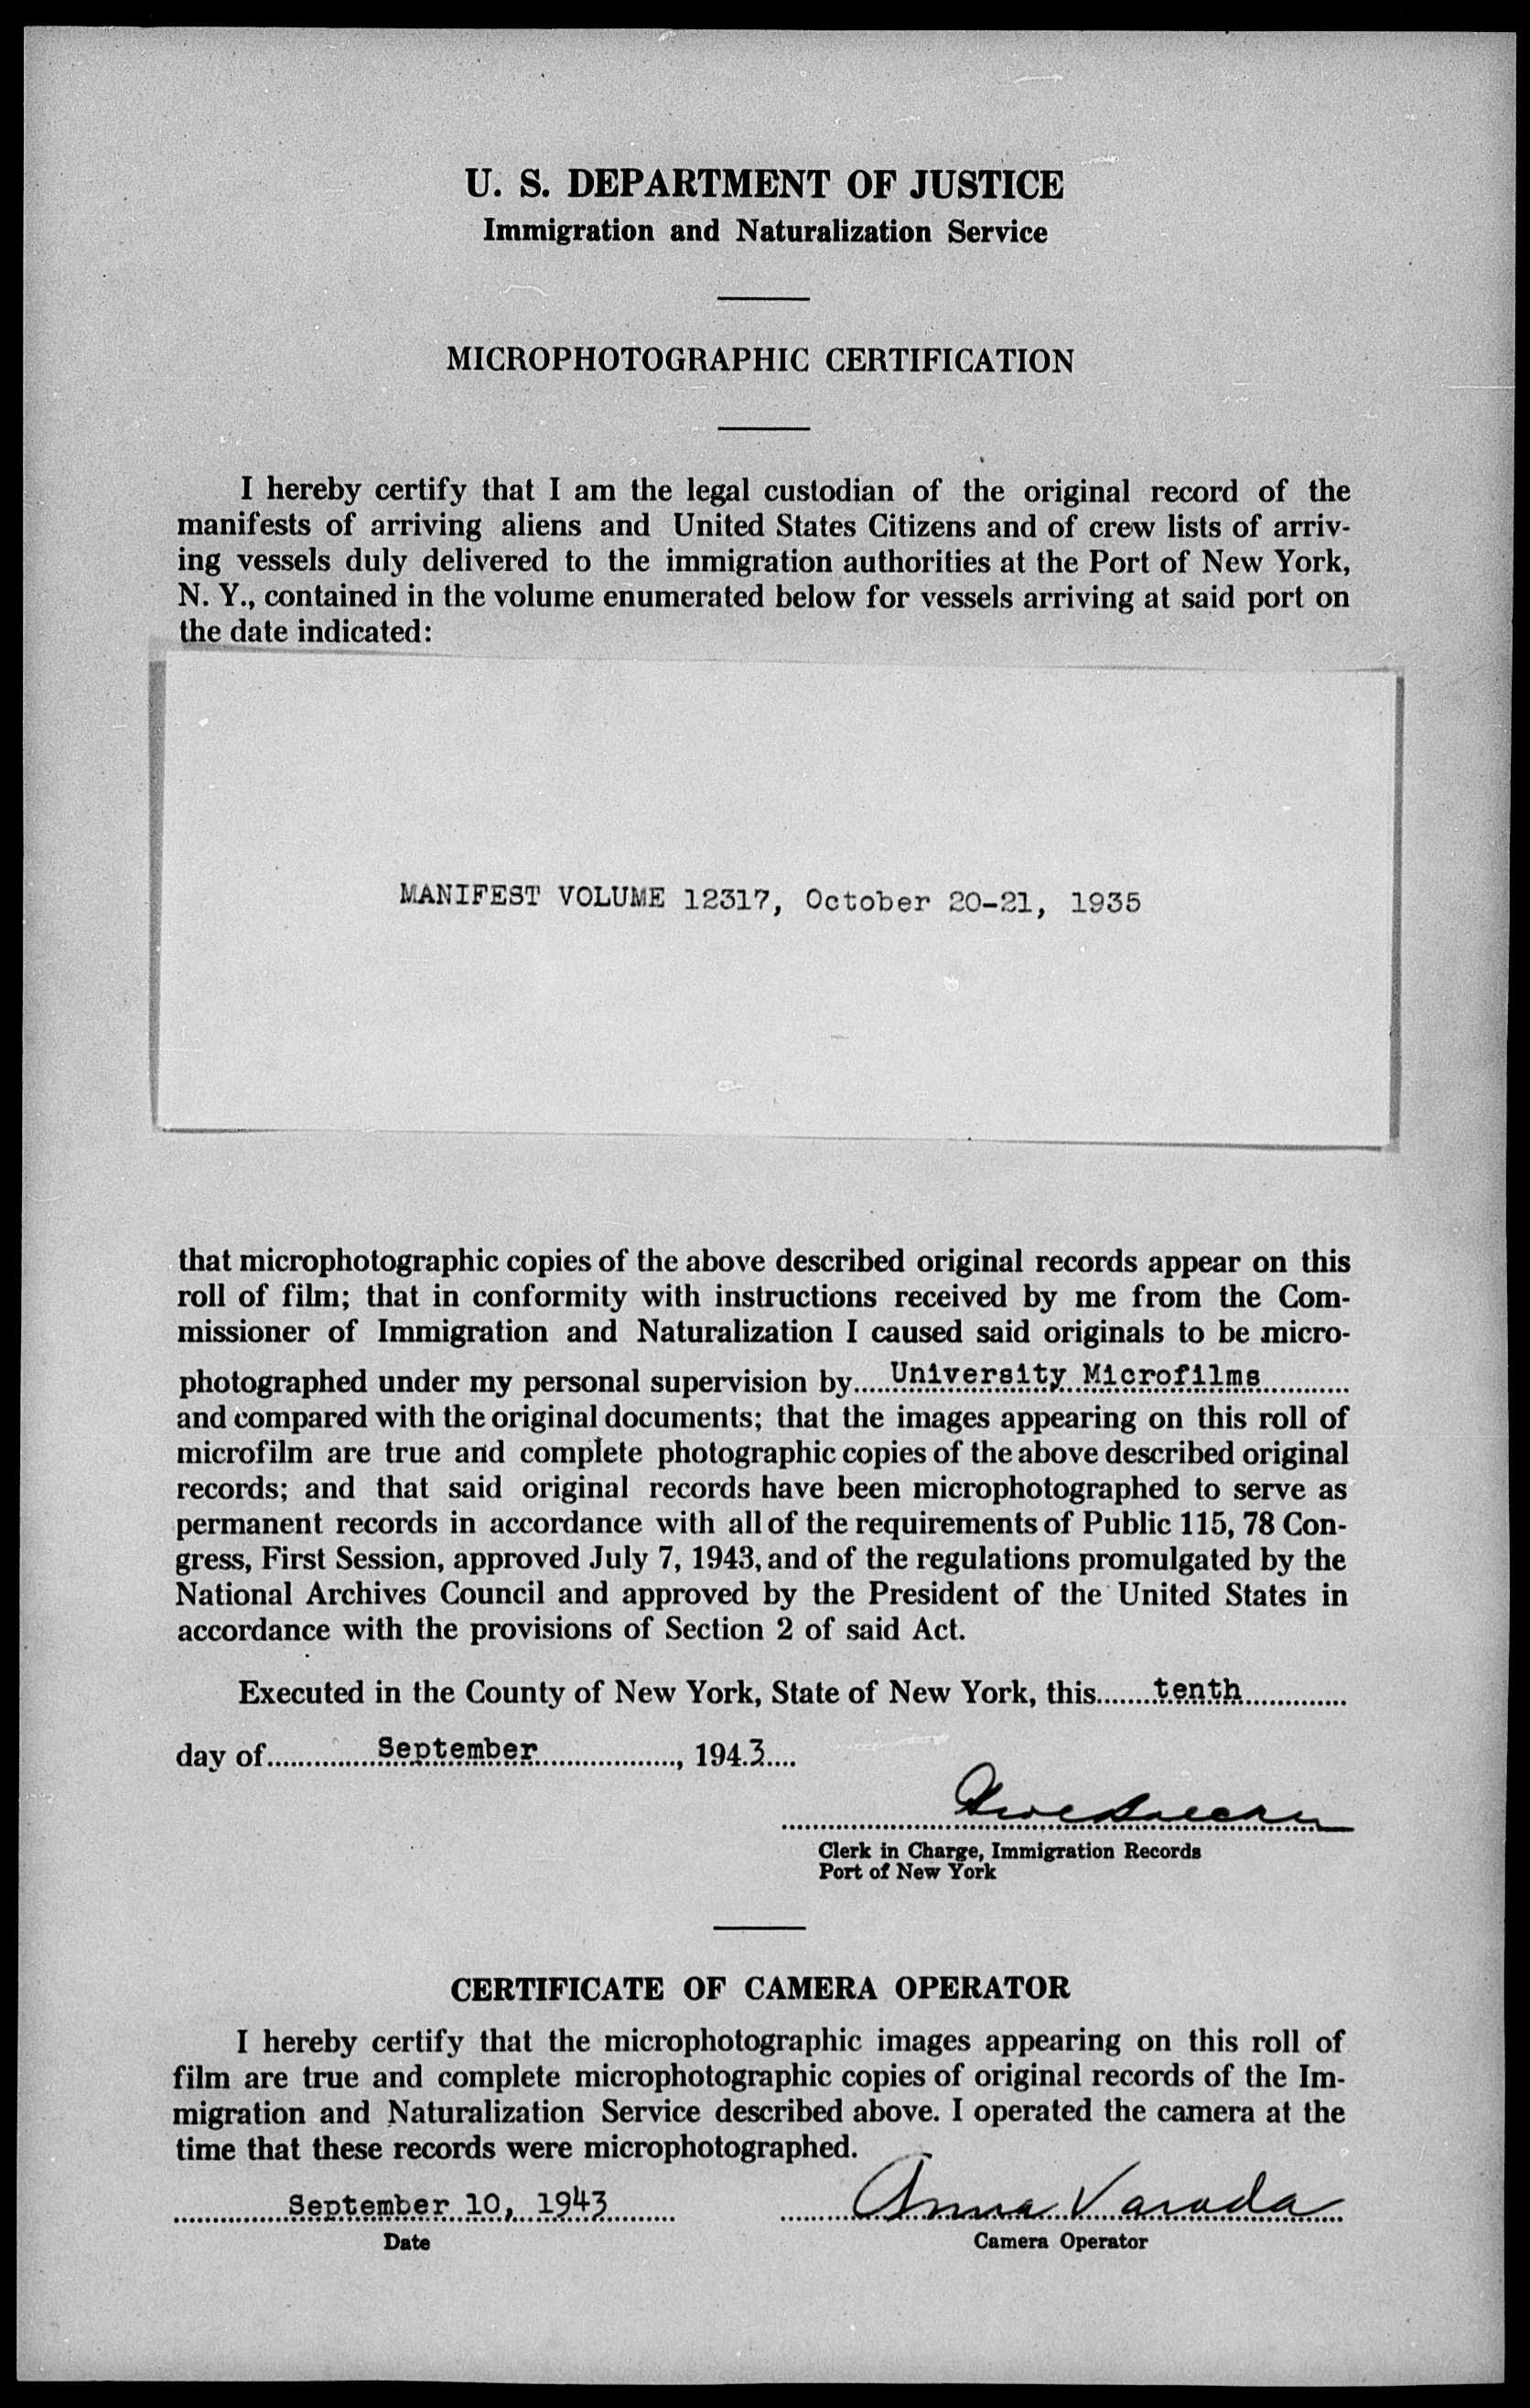 U. S. DEPARTMENT OF JUSTICE
Immigration and Naturalization Service
MICROPHOTOGRAPHIC CERTIFICATION
I hereby certify that I am the legal custodian of the original record of the
manifests of arriving aliens and United States Citizens and of crew lists of arriv-
ing vessels duly delivered to the immigration authorities at the Port of New York,
N. Y., contained in the volume enumerated below for vessels arriving at said port on
the date indicated:
MANIFEST VOLUME 12317, October 20-21, 1935
that microphotographic copies of the above described original records appear on this
roll of film; that in conformity with instructions received by me from the Com-
missioner of Immigration and Naturalization I caused said originals to be micro-
photographed under my personal supervision by.....University Microfilms............
and compared with the original documents; that the images appearing on this roll of
microfilm are true and complete photographic copies of the above described original
records; and that said original records have been microphotographed to serve as
permanent records in accordance with all of the requirements of Public 115, 78 Con-
gress, First Session, approved July 7, 1943, and of the regulations promulgated by the
National Archives Council and approved by the President of the United States in
accordance with the provisions of Section 2 of said Act.
Executed in the County of New York, State of New York, this.......tenth..............
day of..............September.................., 194.3....
Clerk in Charge, Immigration Records
Port of New York
CERTIFICATE OF CAMERA OPERATOR
I hereby certify that the microphotographic images appearing on this roll of
film are true and complete microphotographic copies of original records of the Im-
migration and Naturalization Service described above. I operated the camera at the
time that these records were microphotographed.
September 10, 1943 Anna Varada
Date Camera Operator